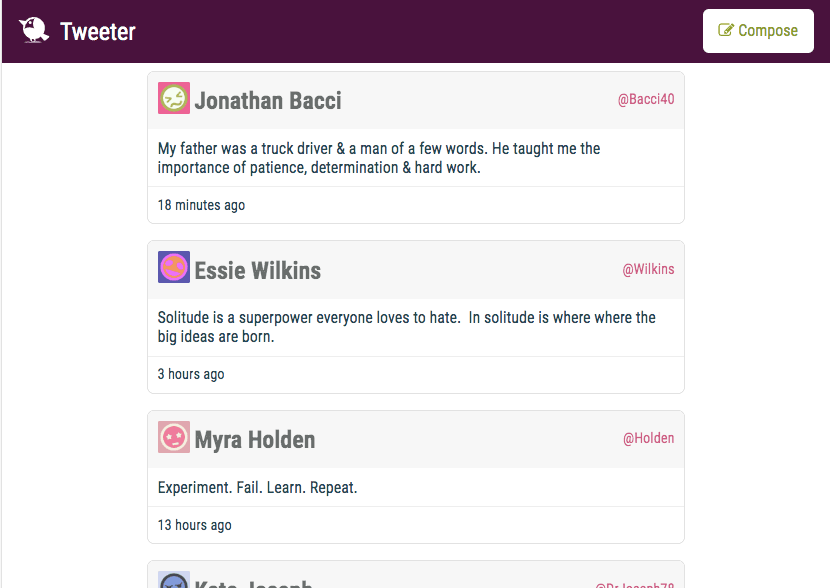 Tweeter
Compose
Jonathan Bacci
@Bacci40
My father was a truck driver & a man of a few words. He taught me the
importance of patience, determination & hard work.
18 minutes ago
Essie Wilkins
@Wilkins
Solitude is a superpower everyone loves to hate.  In solitude is where where the
big ideas are born.
3 hours ago
Myra Holden
@Holden
Experiment. Fail. Learn. Repeat.
13 hours ago
Kate Joseph
@DrJoseph78